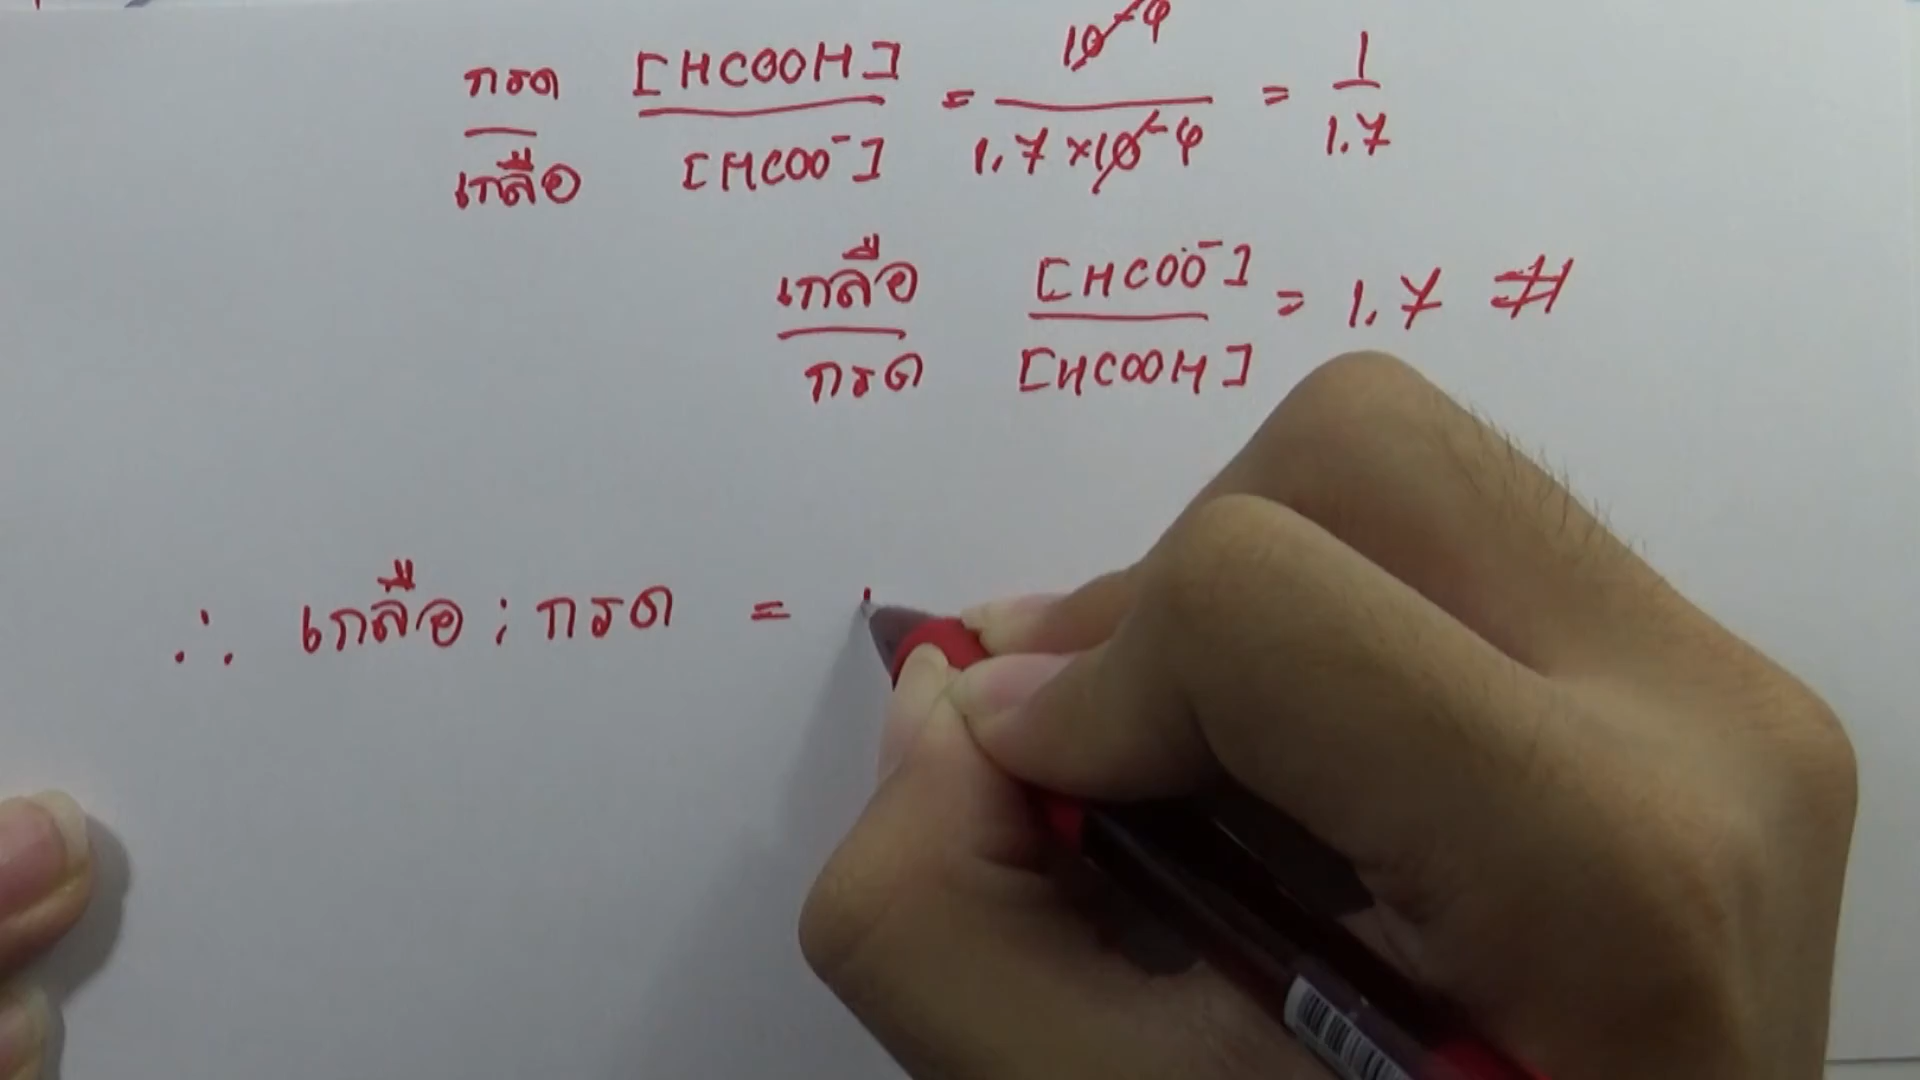 กรด/เกลือ [HCOOH]/[HCOO⁻] = 10⁻⁴/1.7 ×10⁻⁴ = 1/1.7
เกลือ/กรด [HCOO⁻]/[HCOOH] = 1.7 #
∴ เกลือ : กรด =